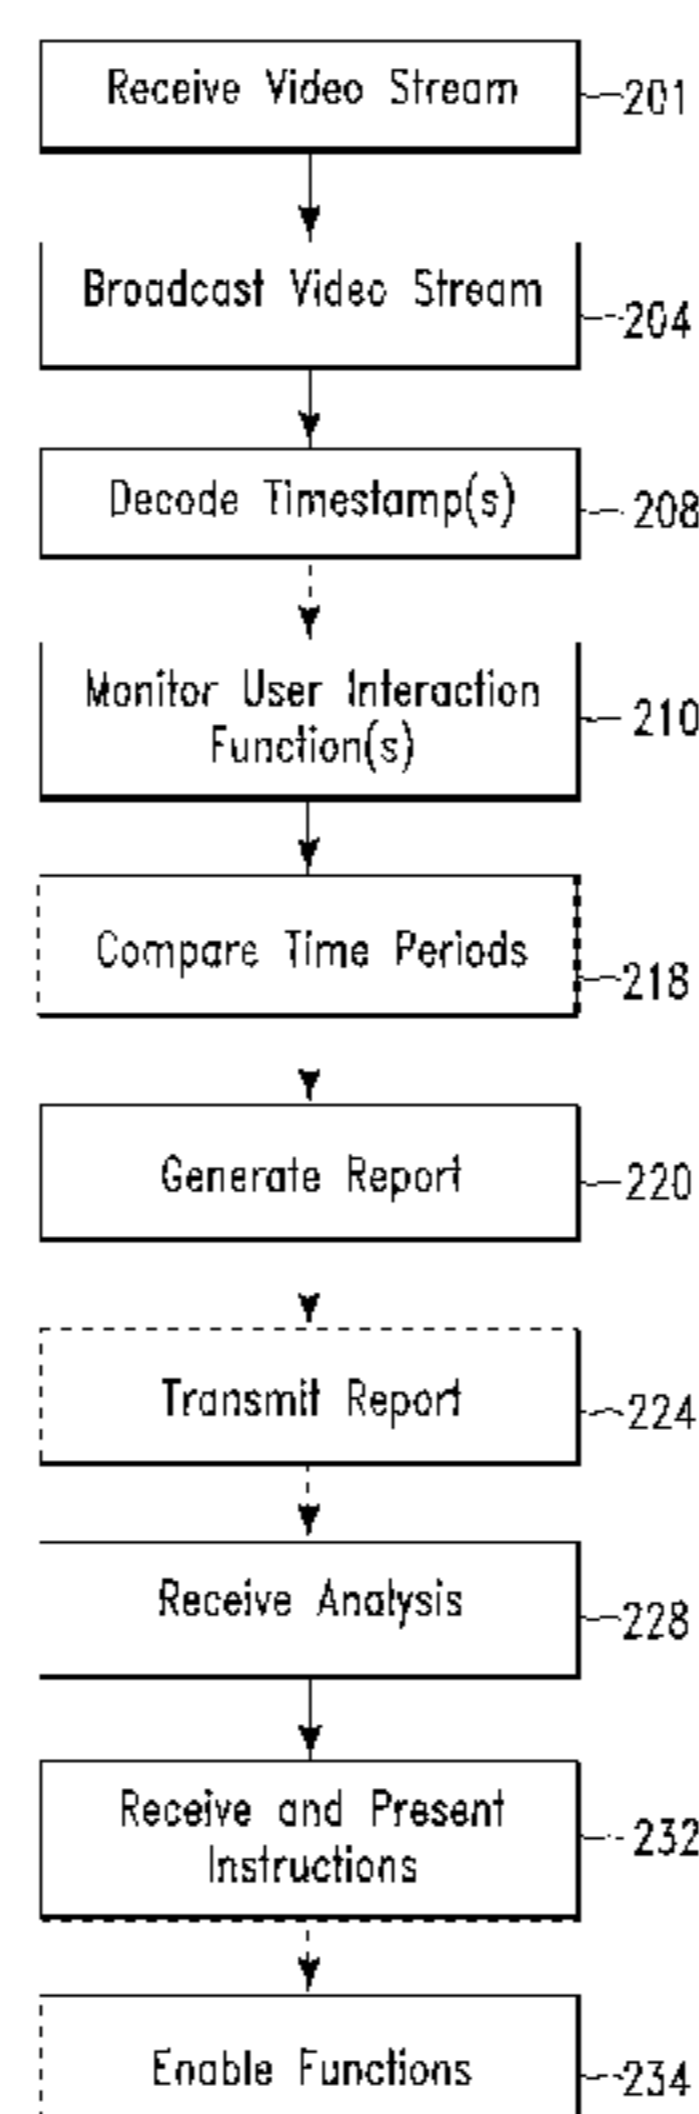 Receive Video Stream
201
Broadcast Video Stream
204
Decode Timestamp(s)
208
Monitor User Interaction
Function(s)
210
Compare Time Periods
218
Generate Report
220
Transmit Report
224
Receive Analysis
228
Receive and Present
Instructions
232
Enable Functions
234